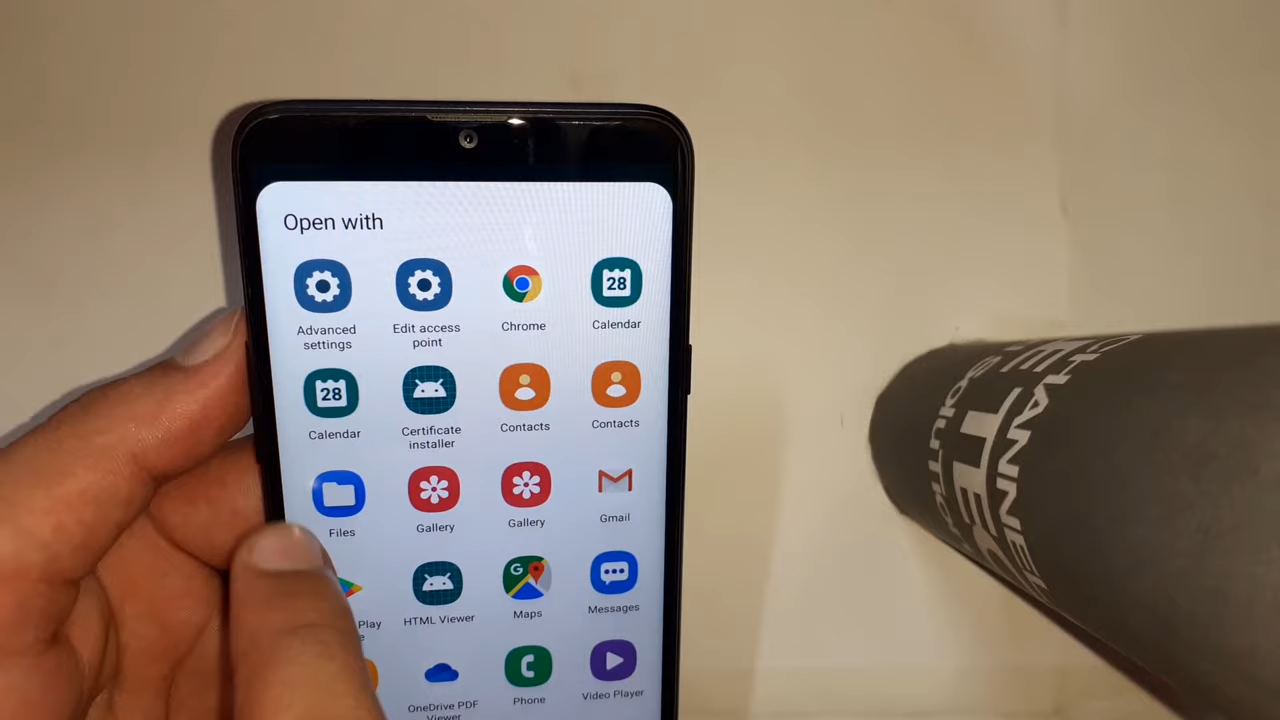 Open with
Advanced
settings
Edit access
point
Chrome
28
Calendar
28
Calendar
Certificate
installer
Contacts
Contacts
Files
Gallery
Gallery
Gmail
Play
HTML Viewer
G
Maps
Messages
OneDrive PDF
Viewer
Phone
Video Player
CHANNEL